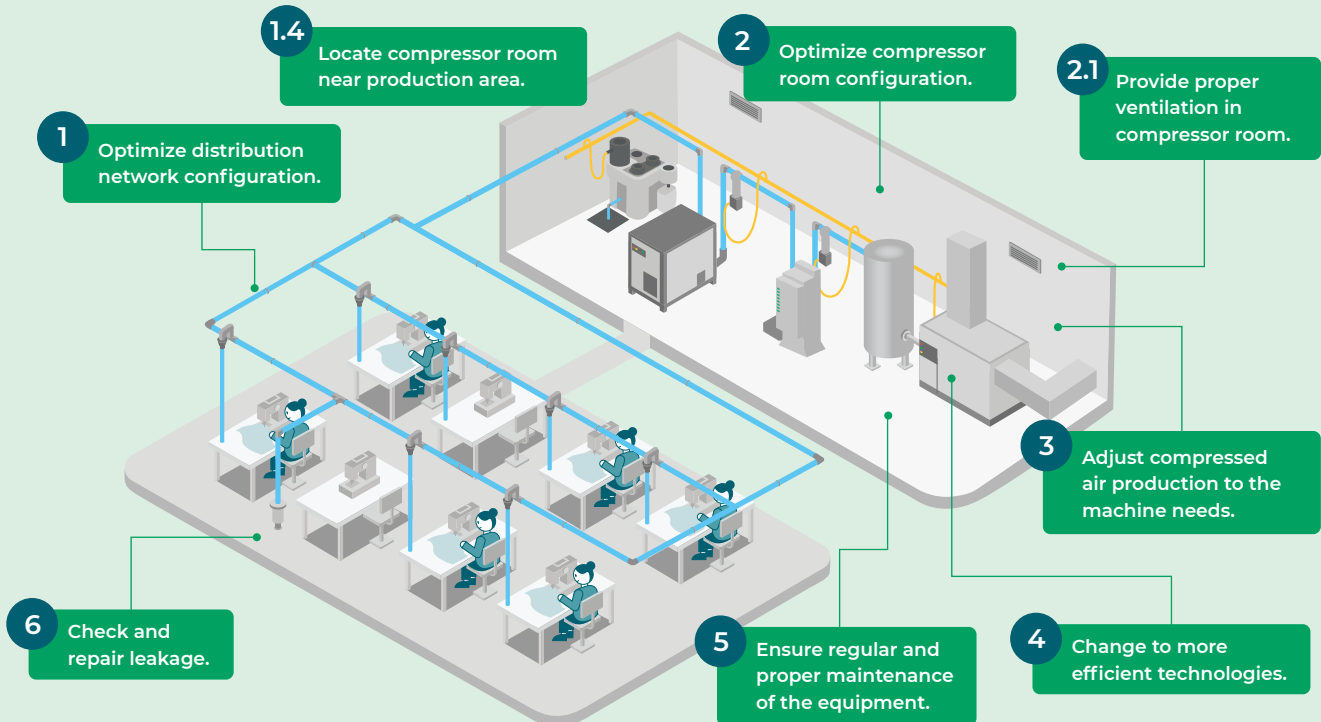 1.4
Locate compressor room
near production area.
2
Optimize compressor
room configuration.
2.1
Provide proper
ventilation in
compressor room.
1
Optimize distribution
network configuration.
3
Adjust compressed
air production to the
machine needs.
6
Check and
repair leakage.
5
Ensure regular and
proper maintenance
of the equipment.
4
Change to more
efficient technologies.